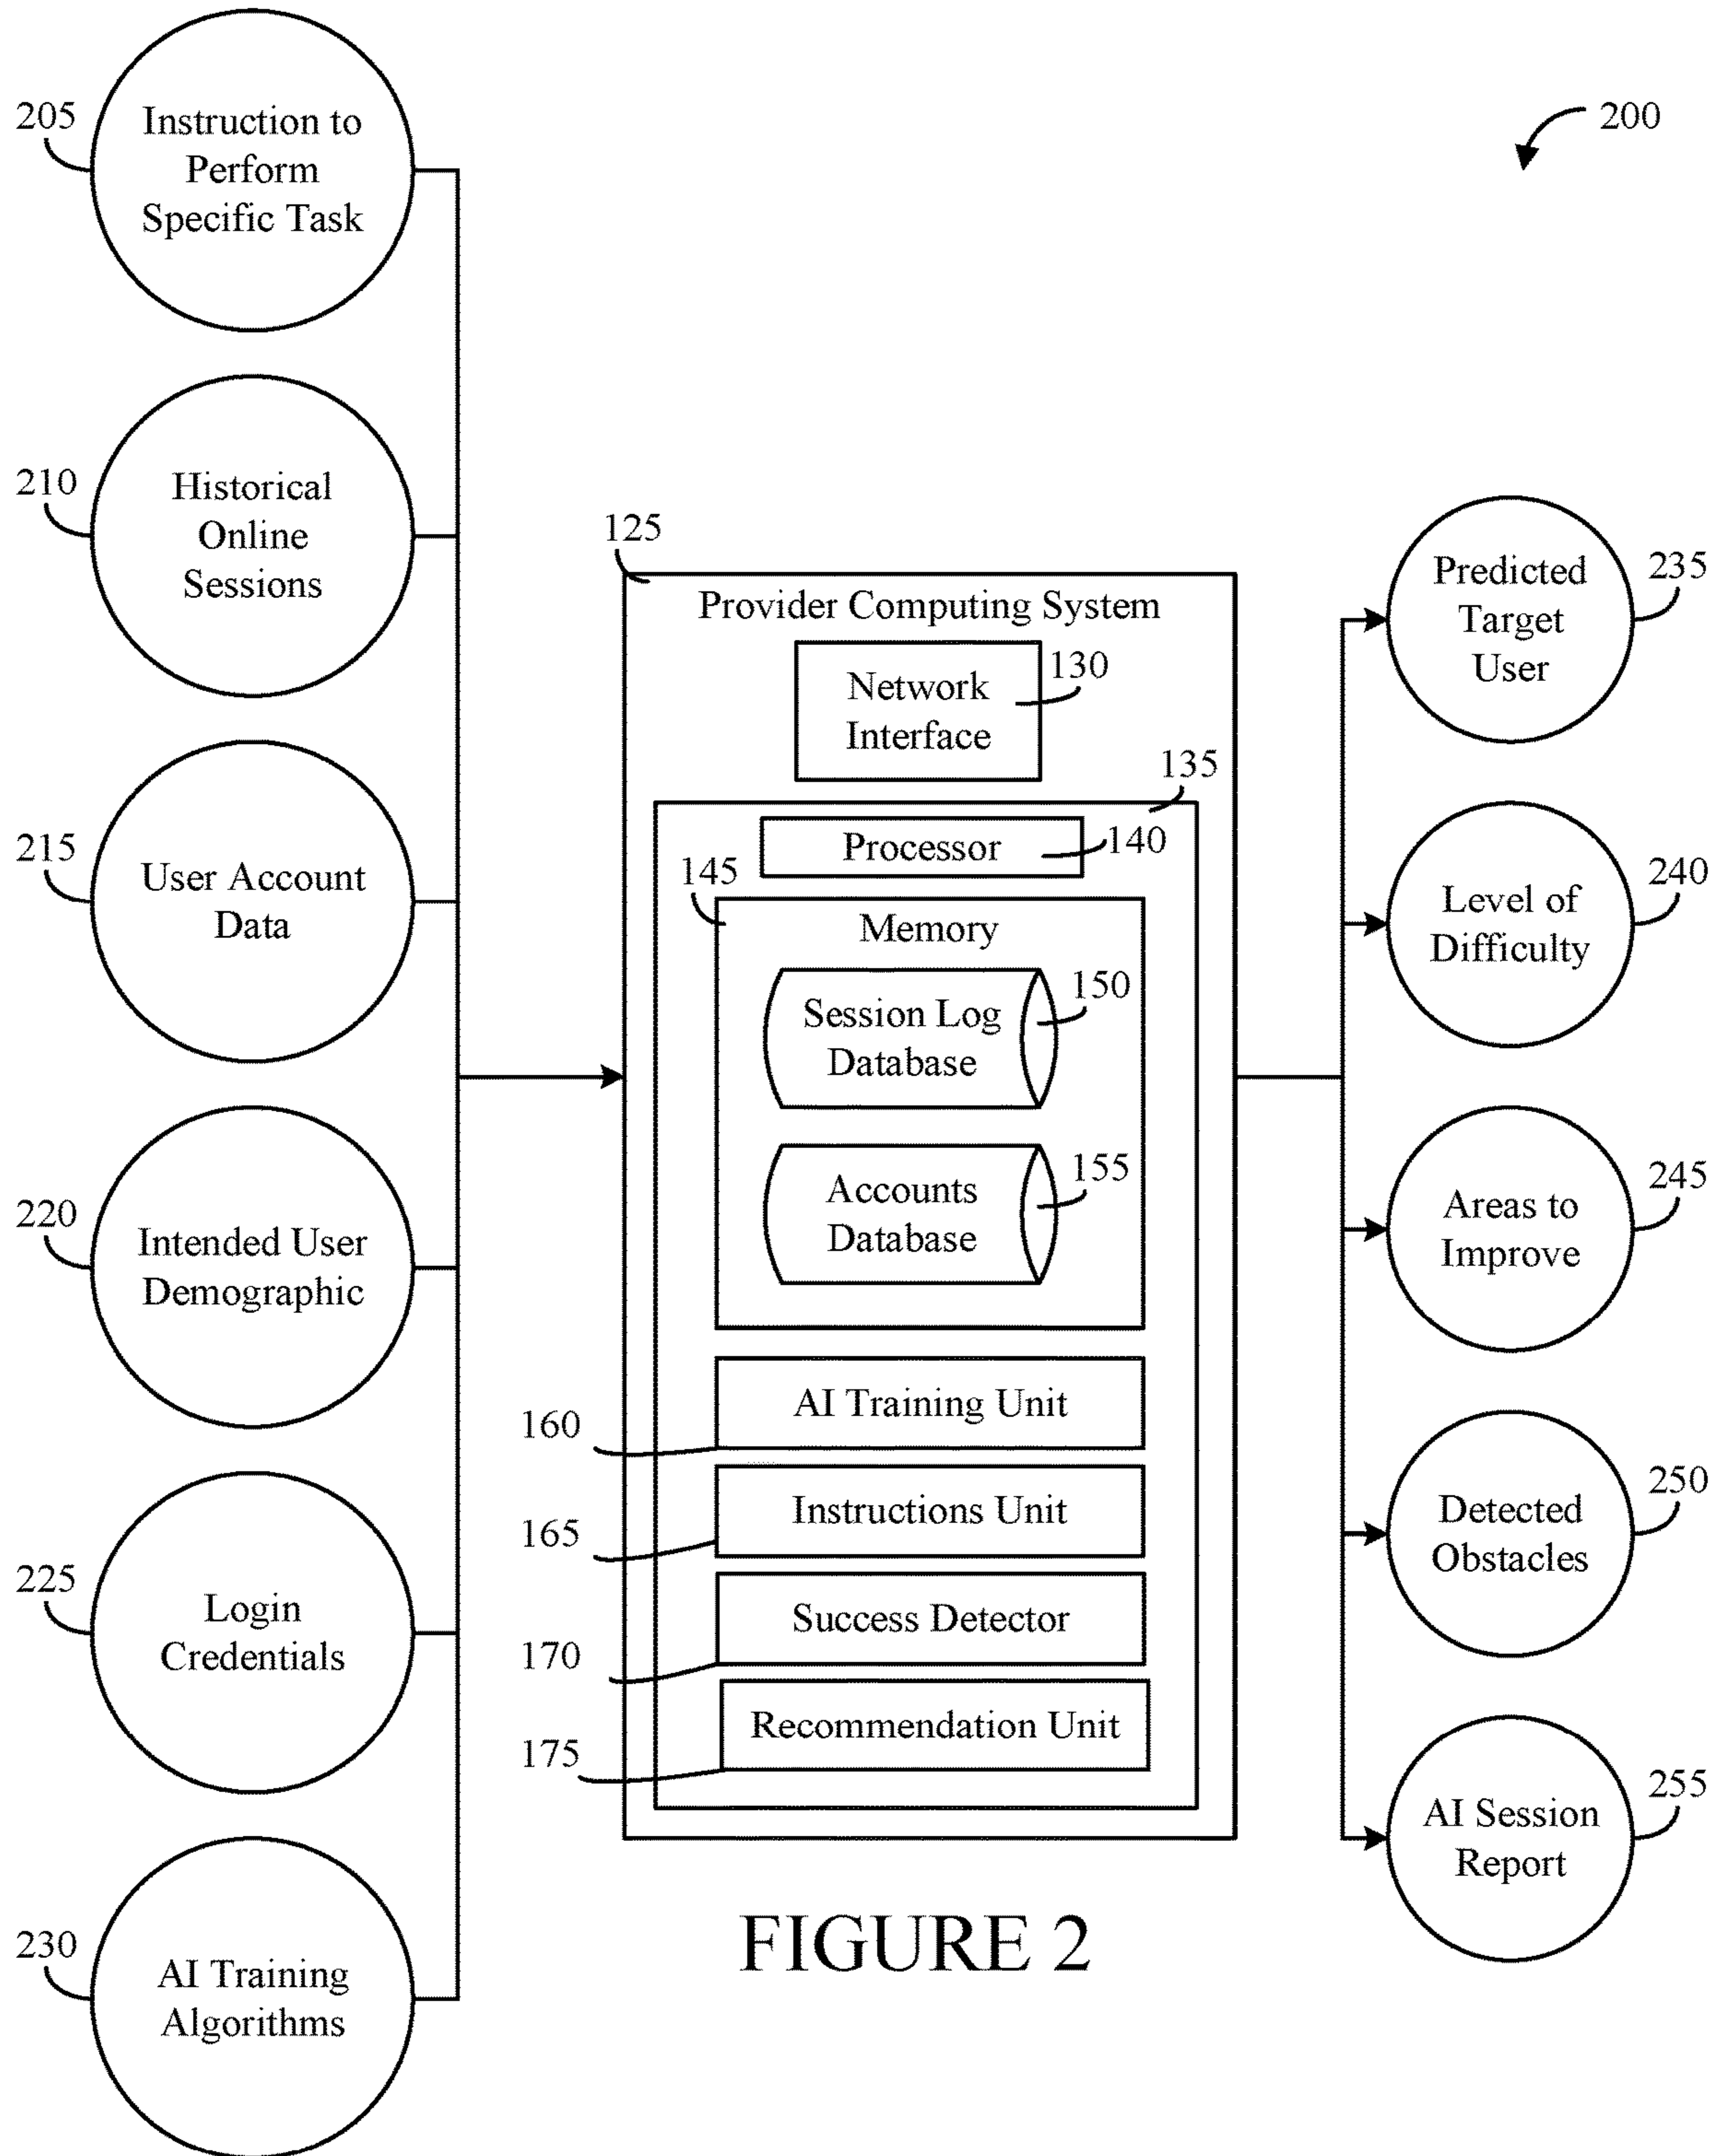 205
Instruction to
Perform
Specific Task
210
Historical
Online
Sessions
215
User Account
Data
220
Intended User
Demographic
225
Login
Credentials
230
AI Training
Algorithms
125
Provider Computing System
Network
Interface
130
135
Processor
140
145
Memory
Session Log
Database
150
Accounts
Database
155
AI Training Unit
160
Instructions Unit
165
Success Detector
170
Recommendation Unit
175
200
Predicted
Target
User
235
Level of
Difficulty
240
Areas to
Improve
245
Detected
Obstacles
250
AI Session
Report
255
FIGURE 2